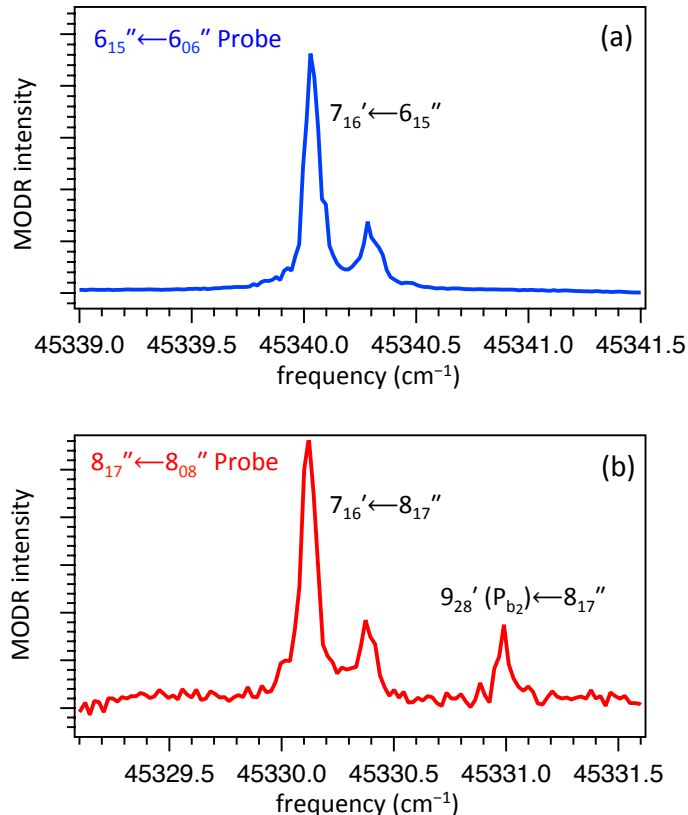 6₁₅″←6₀₆″ Probe
(a)
7₁₆′←6₁₅″
MODR intensity
45339.0 45339.5 45340.0 45340.5 45341.0 45341.5
frequency (cm⁻¹)
8₁₇″←8₀₈″ Probe
(b)
7₁₆′←8₁₇″
9₂₈′ (P_b2)←8₁₇″
MODR intensity
45329.5 45330.0 45330.5 45331.0 45331.5
frequency (cm⁻¹)